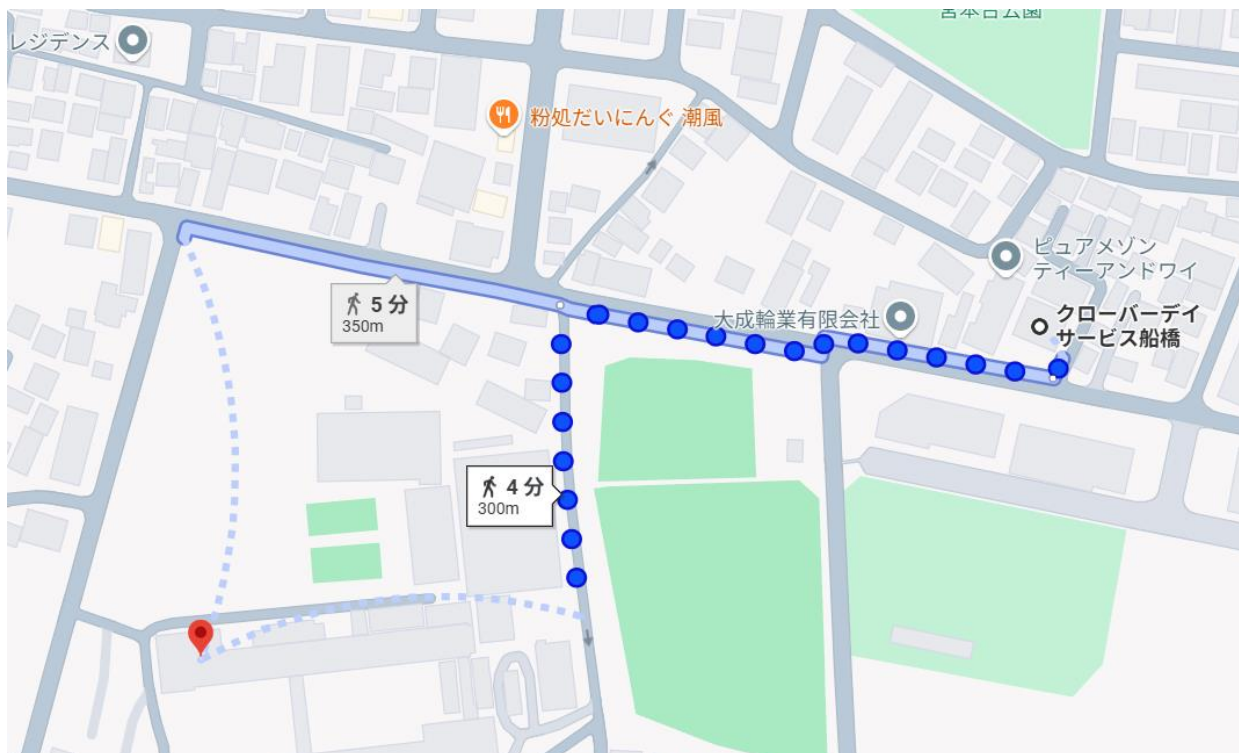 宮本台公園
レジデンス
粉処だいにんぐ 潮風
ピュアメゾン
ティーアンドワイ
5 分
350m
大成輪業有限会社
クローバーデイ
サービス船橋
4 分
300m